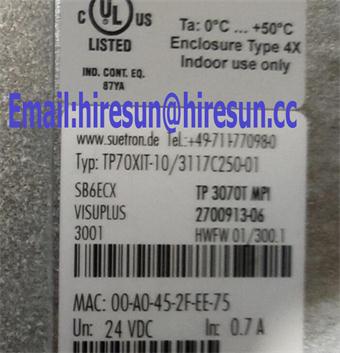 C UL US
LISTED
IND. CONT. EQ.
87YA
Ta: 0°C ... +50°C
Enclosure Type 4X
Indoor use only
Email:hiresun@hiresun.cc
www.suetron.de Tel.:+49-711-77098-0
Typ: TP70XIT-10/3117C250-01
SB6ECX TP 3070T MPI
VISUPLUS 2700913-06
3001 HWFW 01/300.1
MAC: 00-A0-45-2F-EE-75
Un: 24 VDC In: 0.7 A